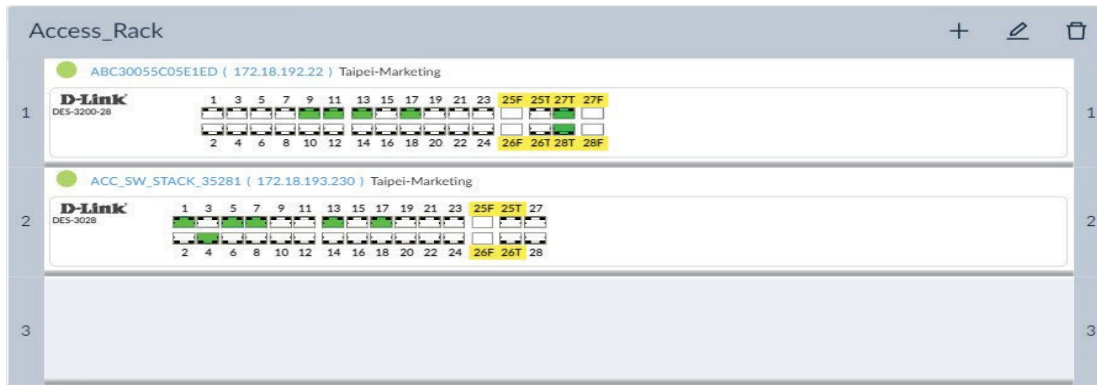 Access_Rack
ABC30055C05E1ED ( 172.18.192.22 ) Taipei-Marketing
1
D-Link
DES-3200-28
1 3 5 7 9 11 13 15 17 19 21 23 25F 25T 27T 27F
2 4 6 8 10 12 14 16 18 20 22 24 26F 26T 28T 28F
1
ACC_SW_STACK_35281 ( 172.18.193.230 ) Taipei-Marketing
2
D-Link
DES-3028
1 3 5 7 9 11 13 15 17 19 21 23 25F 25T 27
2 4 6 8 10 12 14 16 18 20 22 24 26F 26T 28
2
3
3